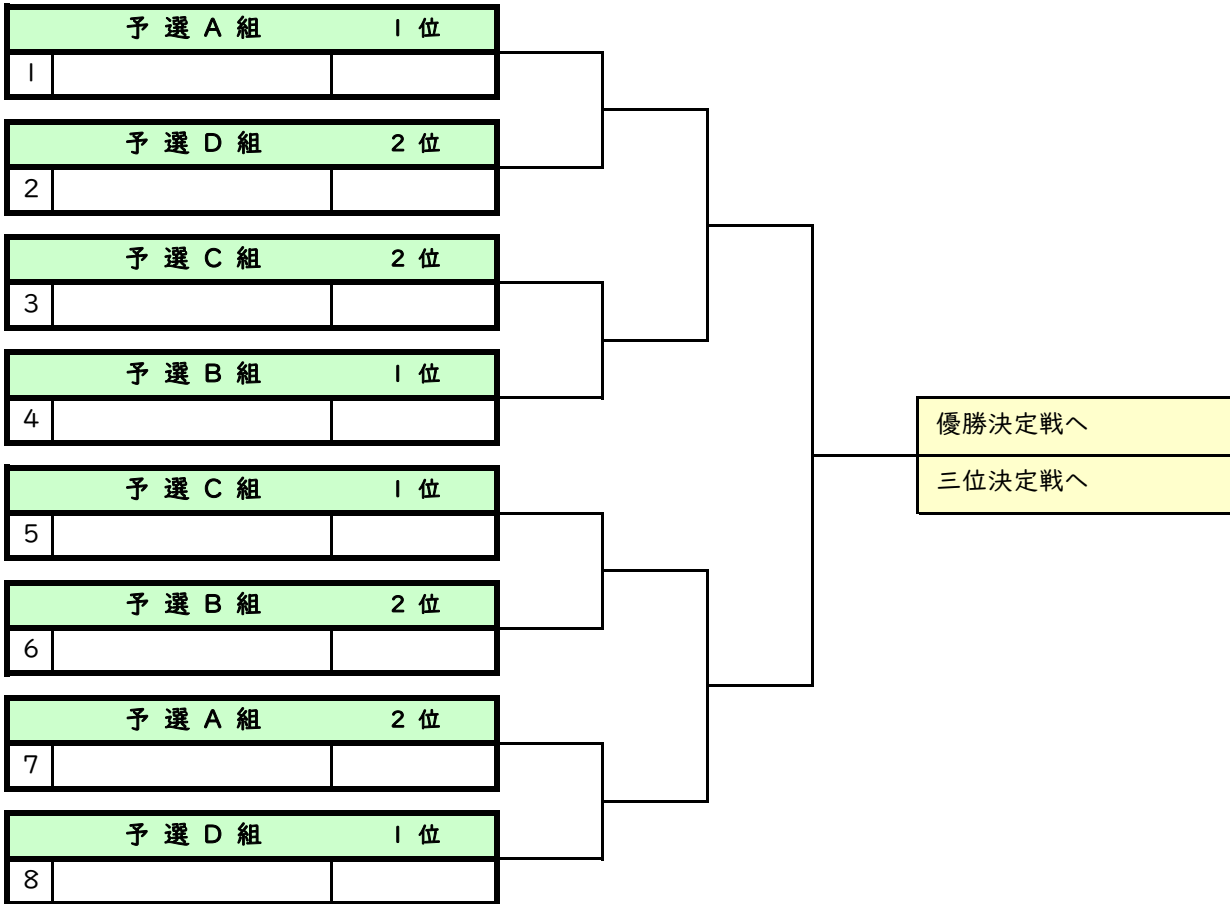 予選A組 1位
1
予選D組 2位
2
予選C組 2位
3
予選B組 1位
4
予選C組 1位
5
予選B組 2位
6
予選A組 2位
7
予選D組 1位
8
優勝決定戦へ
三位決定戦へ